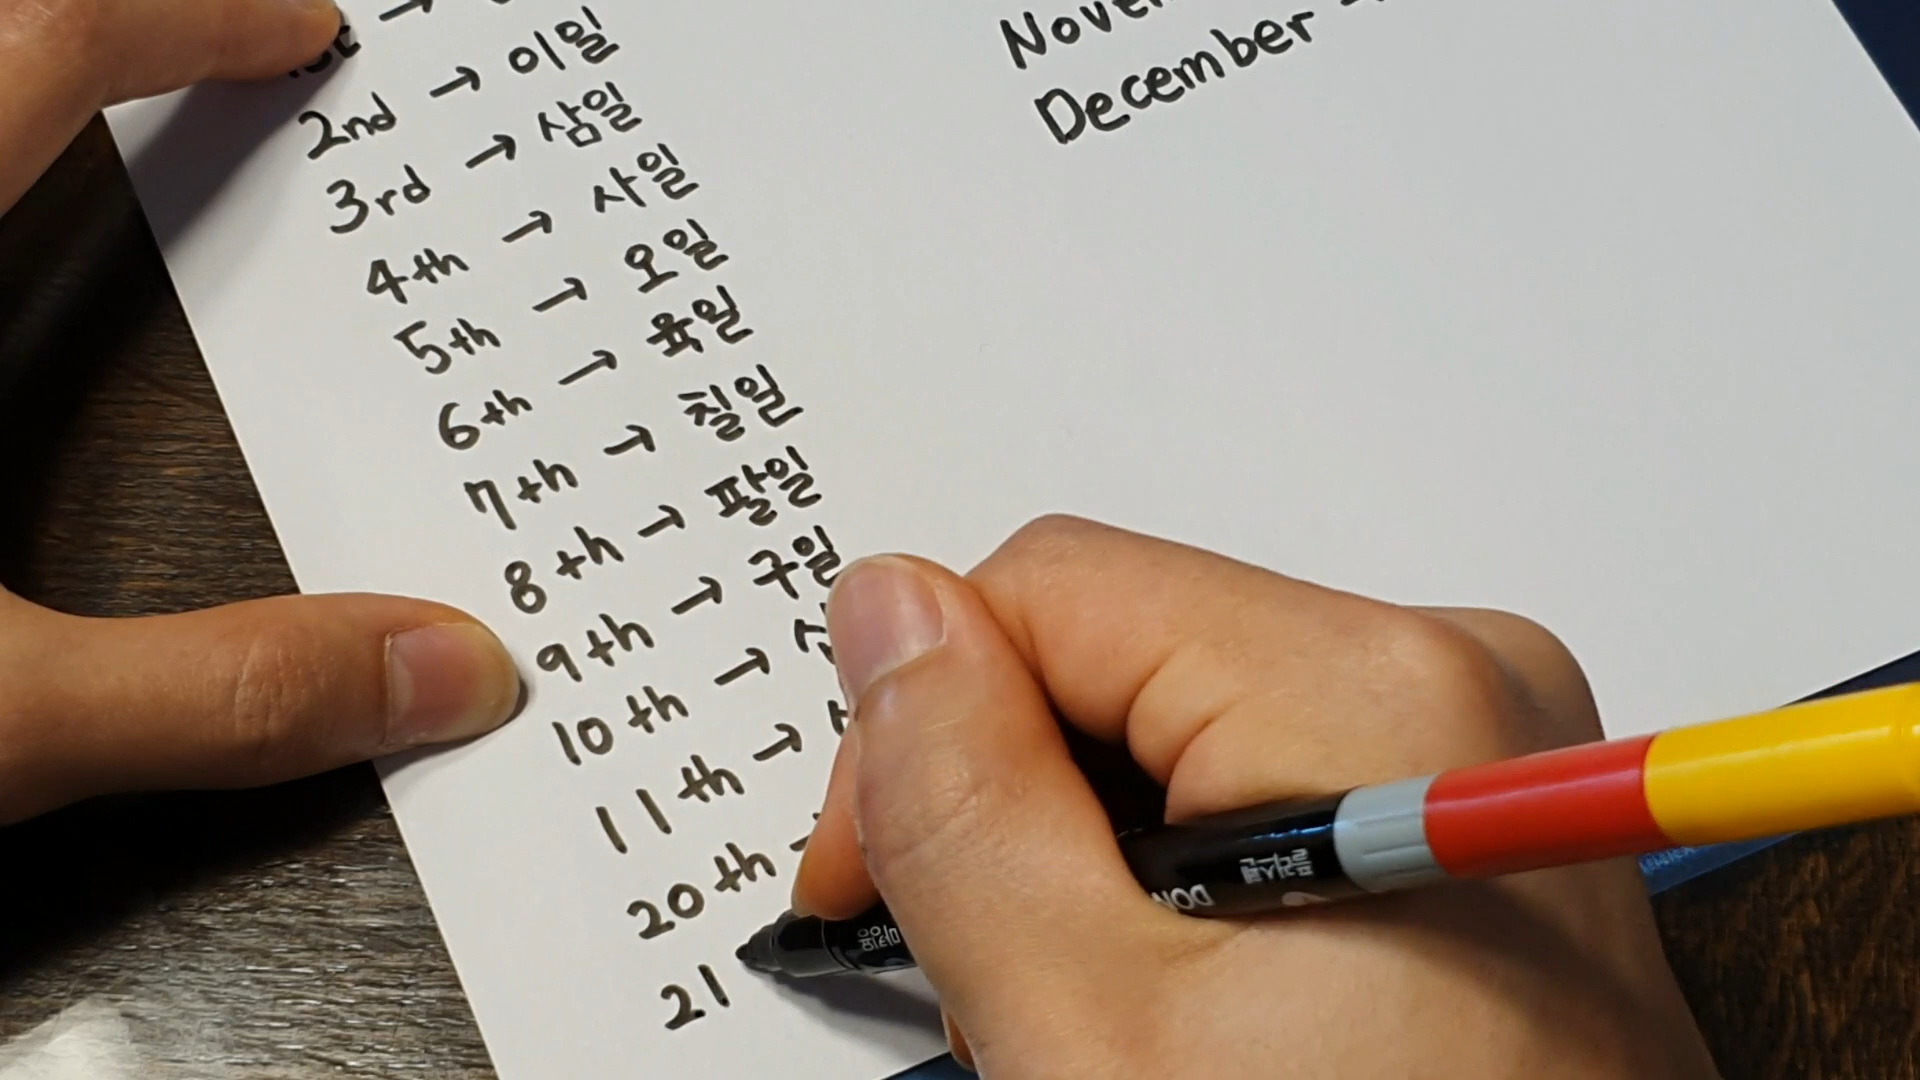 2nd → 이일
3rd → 삼일
4th → 사일
5th → 오일
6th → 육일
7th → 칠일
8th → 팔일
9th → 구일
10th →
11th →
20th
21
December